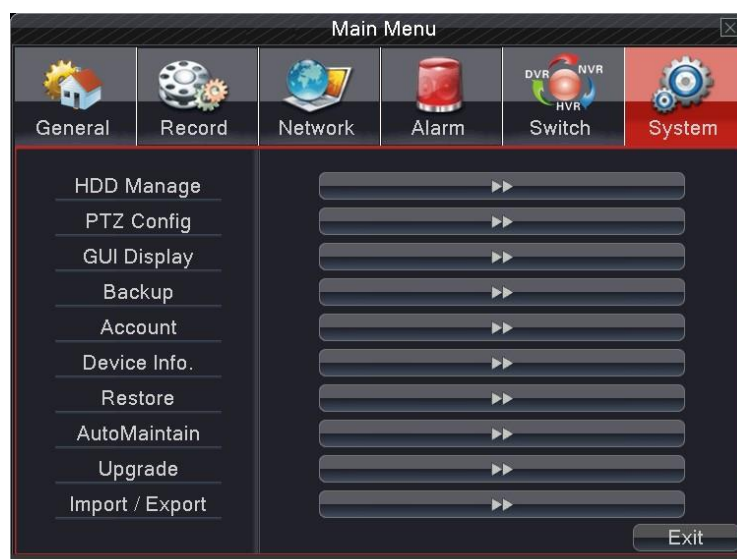 Main Menu
General Record Network Alarm DVR NVR HVR Switch System
HDD Manage
PTZ Config
GUI Display
Backup
Account
Device Info.
Restore
AutoMaintain
Upgrade
Import / Export
Exit